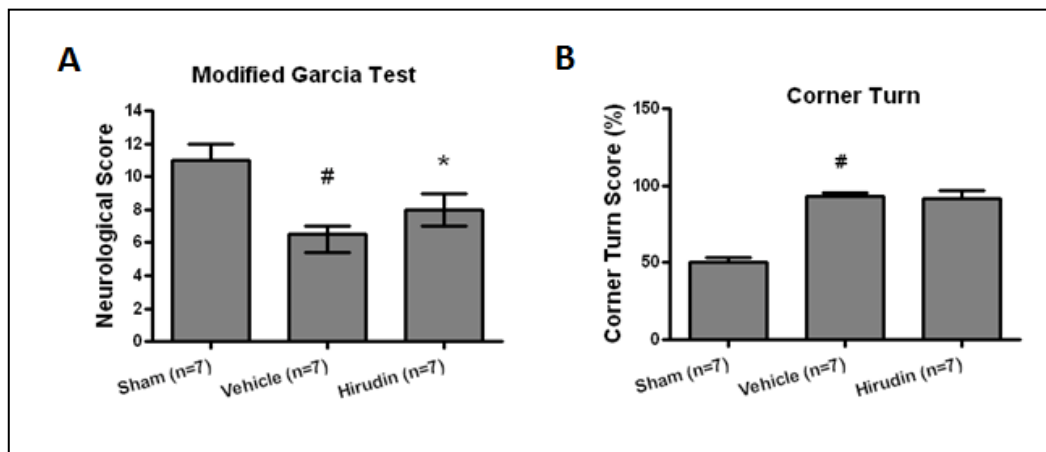 A
Modified Garcia Test
Neurological Score
14
12
10
8
6
4
2
0
#
*
Sham (n=7)
Vehicle (n=7)
Hirudin (n=7)
B
Corner Turn
Corner Turn Score (%)
150
100
50
0
#
Sham (n=7)
Vehicle (n=7)
Hirudin (n=7)